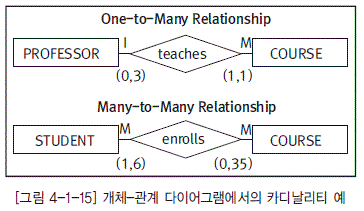 One-to-Many Relationship
PROFESSOR I teaches M COURSE
(0,3) (1,1)
Many-to-Many Relationship
STUDENT M enrolls M COURSE
(1,6) (0,35)
[그림 4-1-15] 개체-관계 다이어그램에서의 카디날리티 예